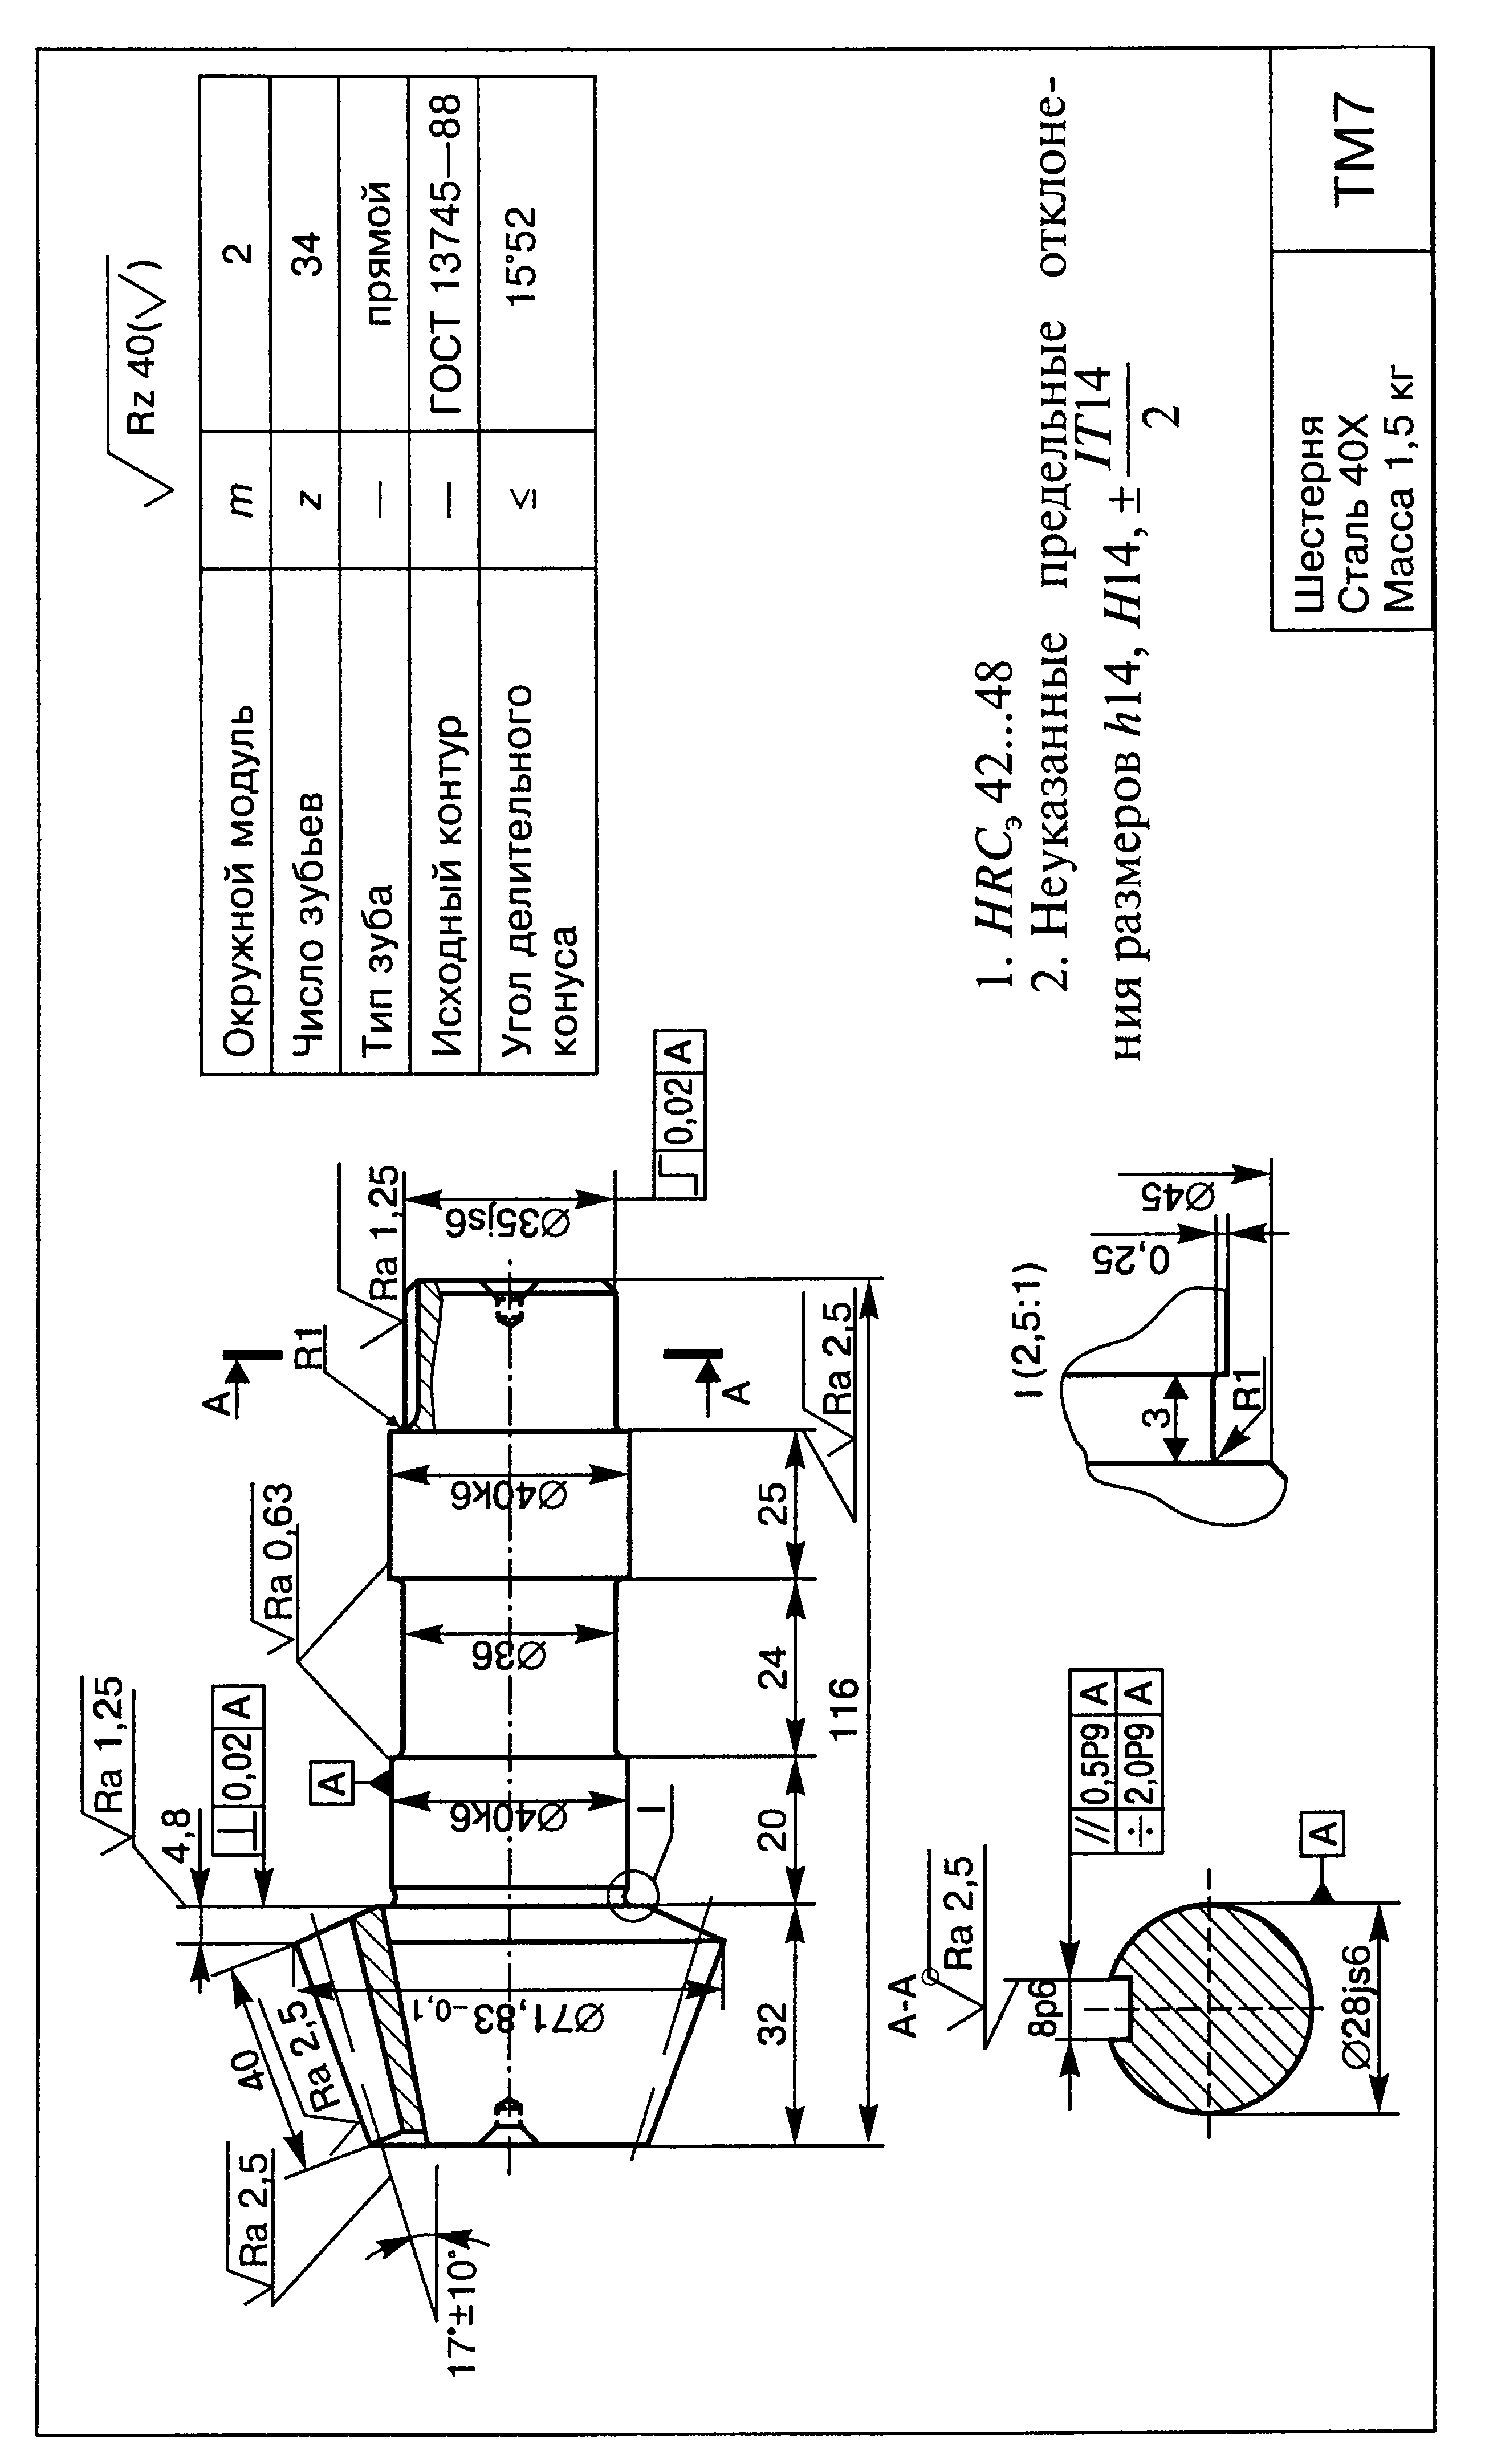 √Rz 40(√)
Окружной модуль m 2
Число зубьев z 34
Тип зуба — прямой
Исходный контур — ГОСТ 13745—88
Угол делительного
конуса ≤ 15°52
Ra 1,25
4,8
⊥ 0,02 A
40
Ra 2,5
Ra 2,5
17°±10°
Ø71,83₋₀,₁
A
Ra 0,63
Ø40k6
Ø36
Ø40k6
R1
A
A
Ra 1,25
Ø35js6
0,02 A
I
32
20
24
25
Ra 2,5
116
A-A
Ra 2,5
8p6
// 0,5P9 A
÷ 2,0P9 A
Ø28js6
A
I (2,5:1)
3
R1
0,25
Ø45
1. HRCэ 42...48
2. Неуказанные предельные отклоне-
ния размеров h14, H14, ± IT14/2
Шестерня
Сталь 40Х
Масса 1,5 кг
ТМ7